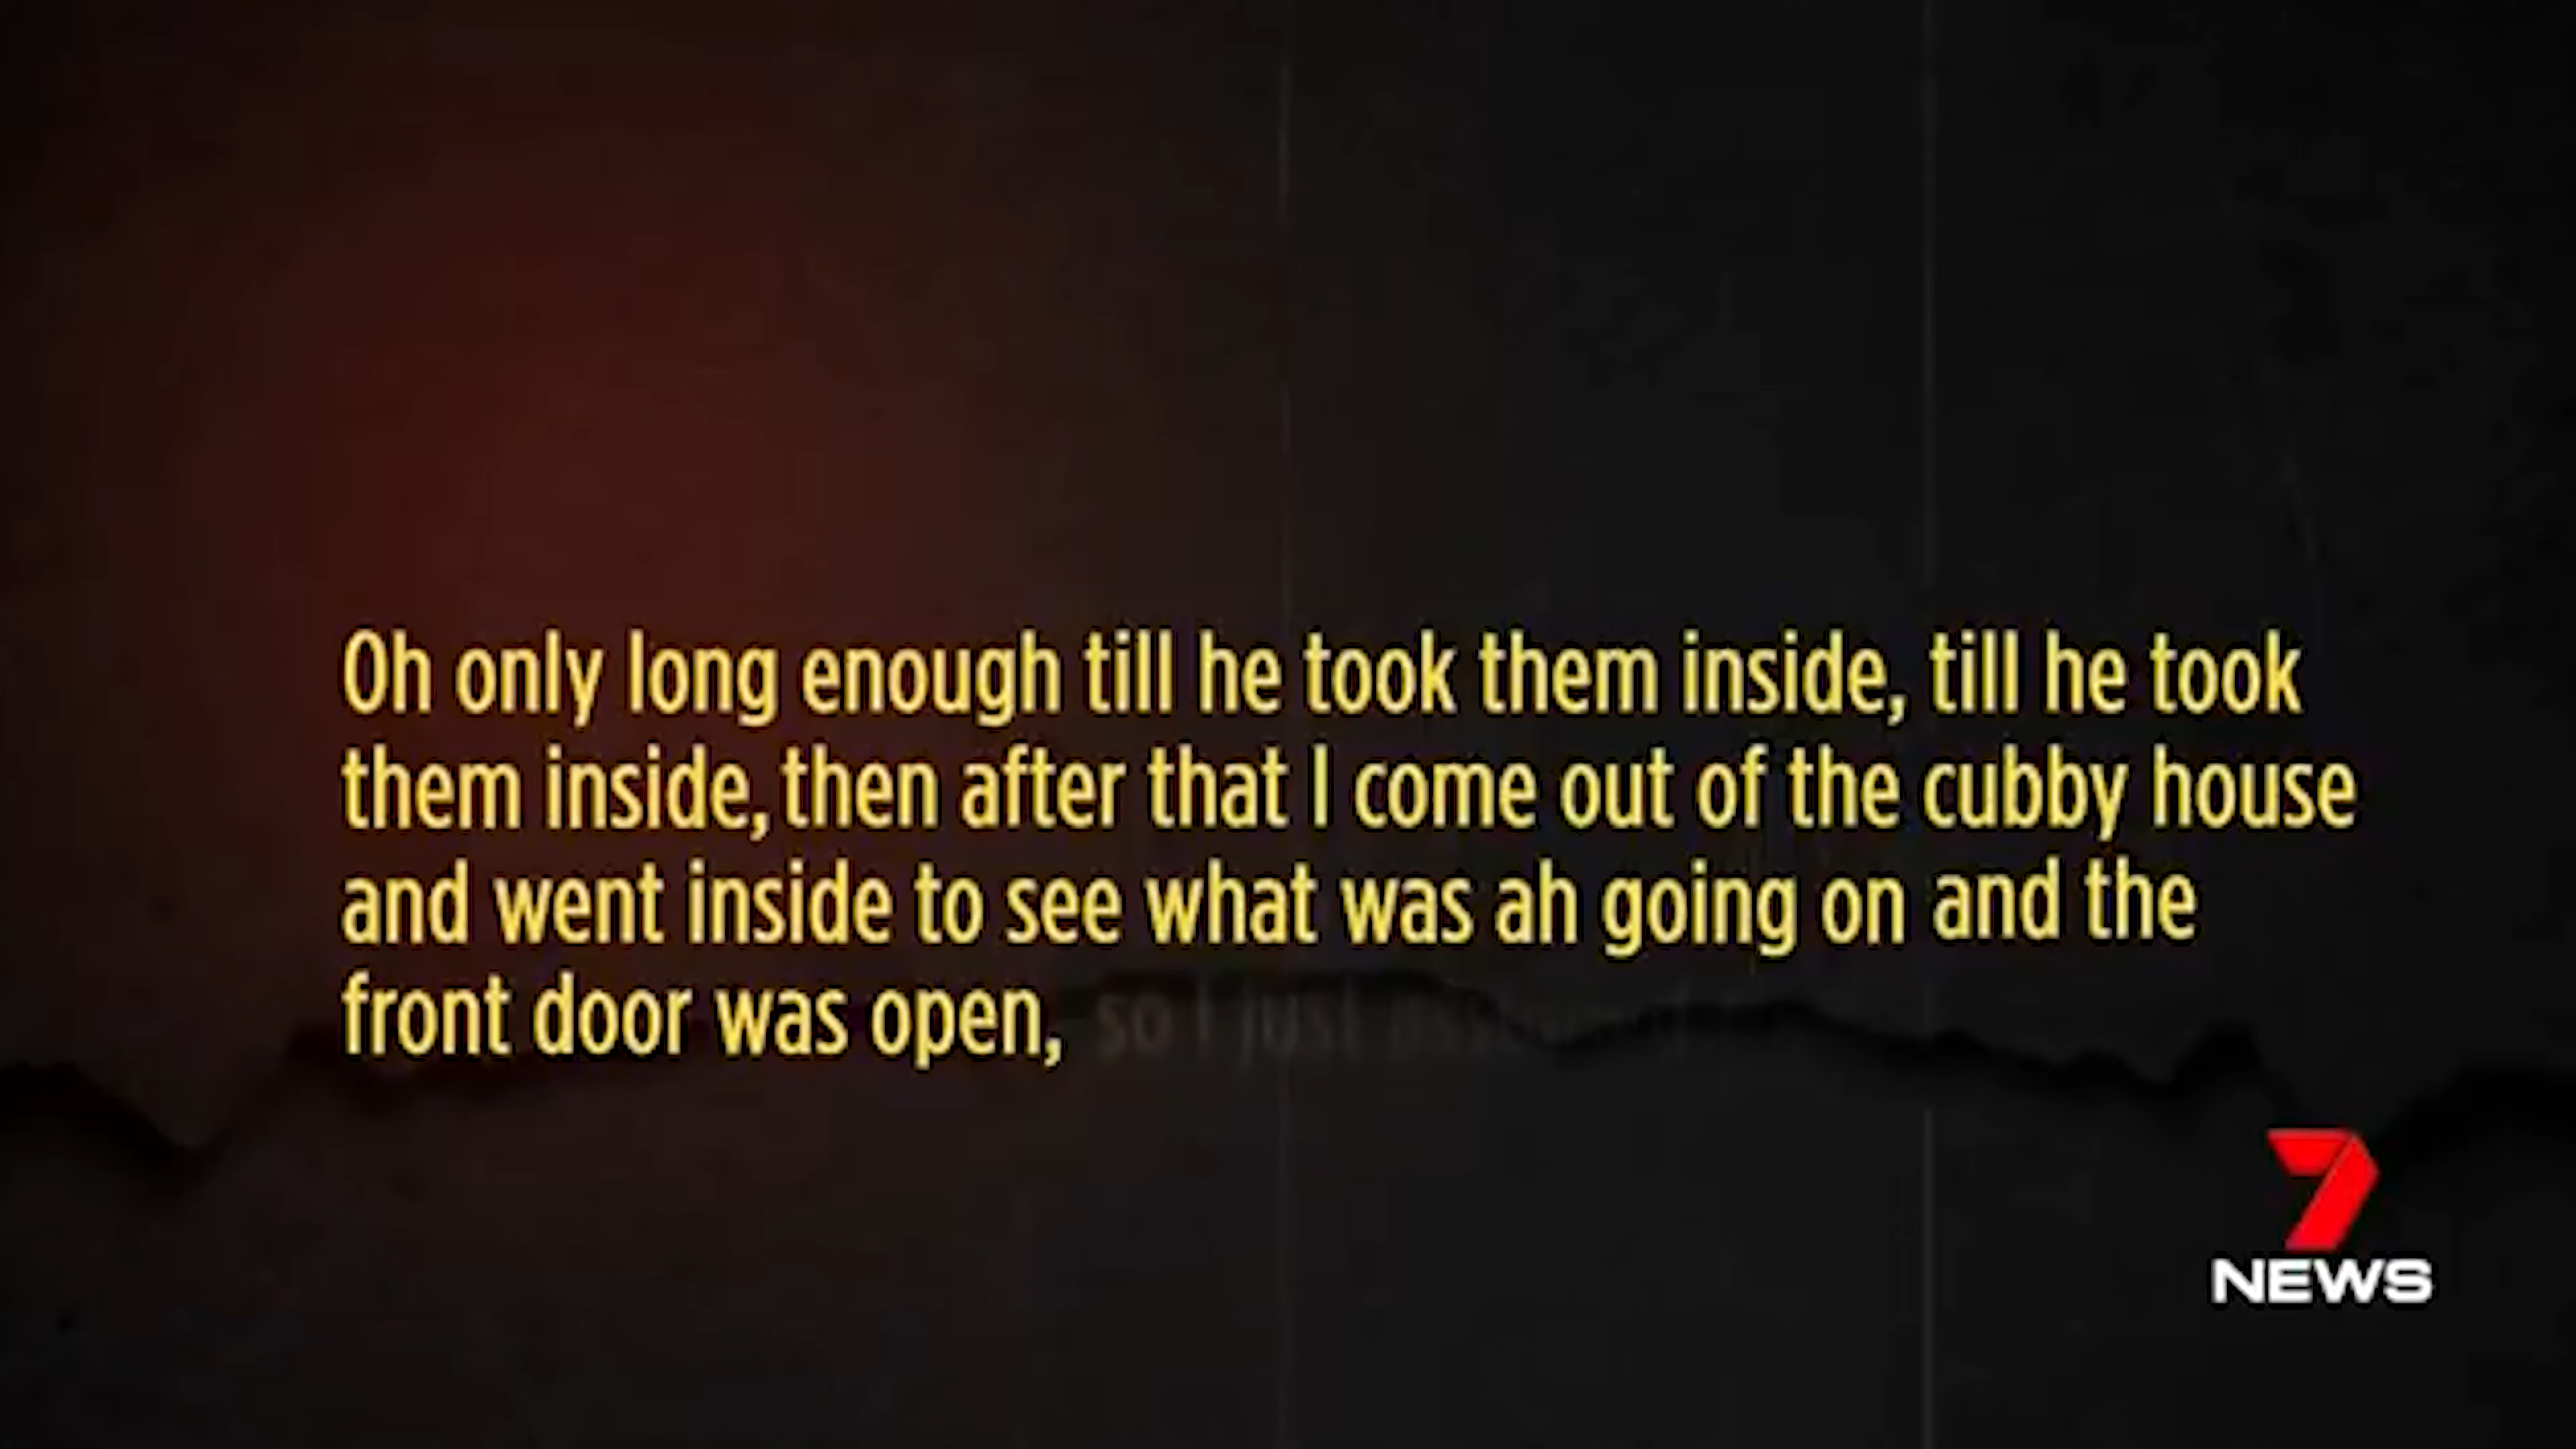 Oh only long enough till he took them inside, till he took
them inside, then after that I come out of the cubby house
and went inside to see what was ah going on and the
front door was open, so I just
7
NEWS